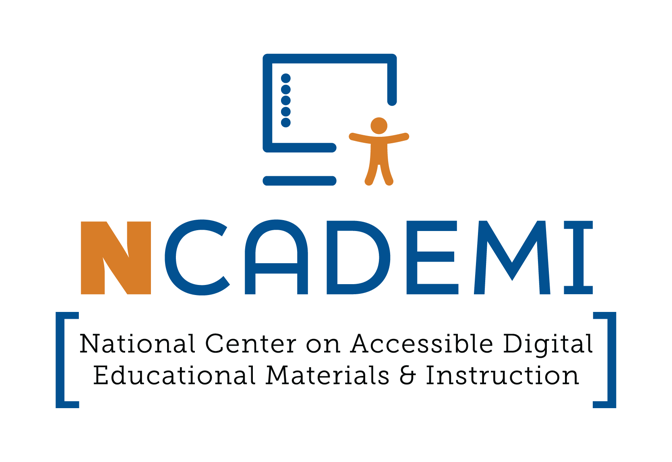 NCADEMI
National Center on Accessible Digital
Educational Materials & Instruction